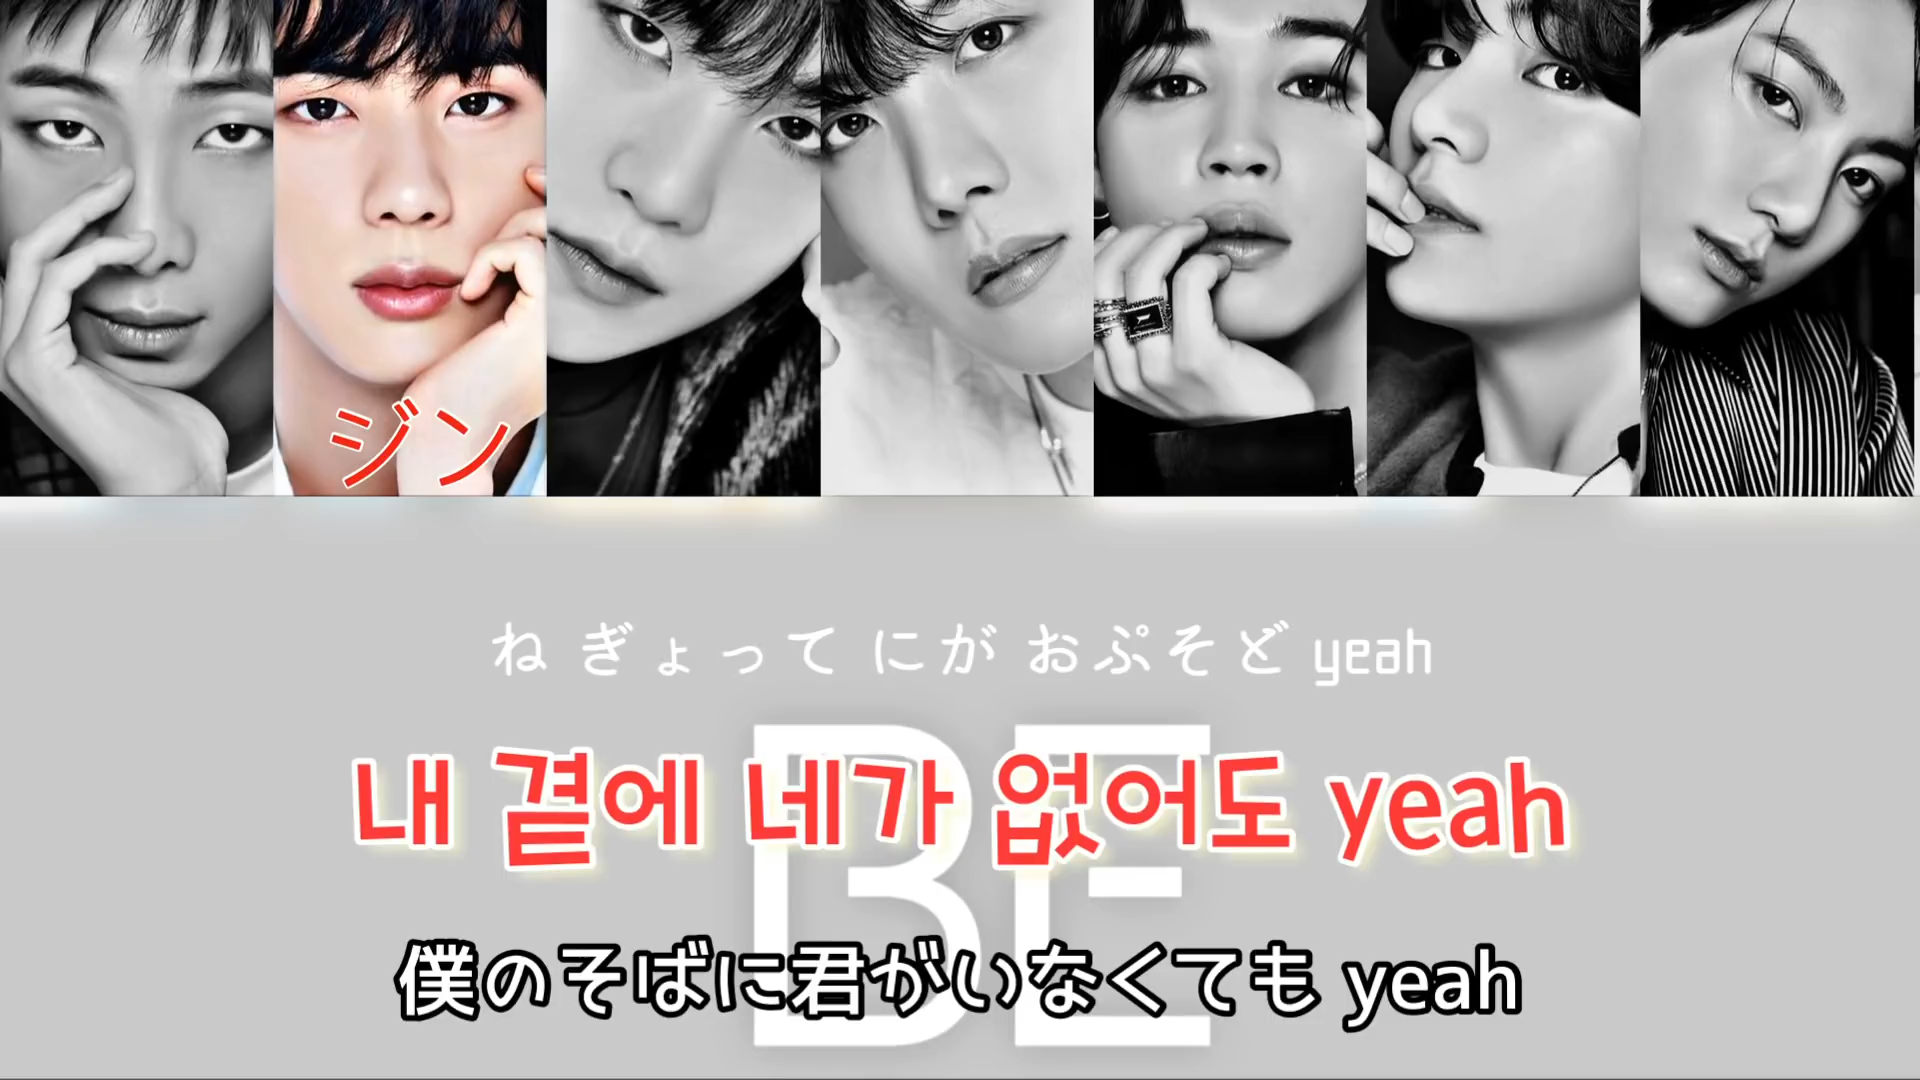 ジン
ね ぎょって にが おぷそど yeah
내 곁에 네가 없어도 yeah
BE
僕のそばに君がいなくても yeah